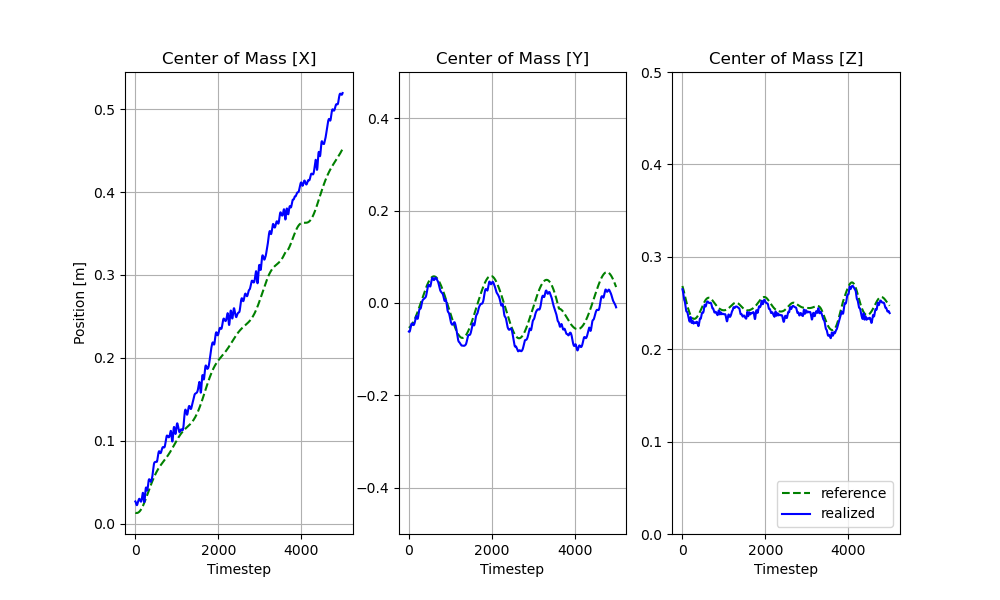 Center of Mass [X]
Center of Mass [Y]
Center of Mass [Z]
Position [m]
0.5
0.4
0.3
0.2
0.1
0.0
0 2000 4000
Timestep
0.4
0.2
0.0
−0.2
−0.4
0 2000 4000
Timestep
0.5
0.4
0.3
0.2
0.1
0.0
0 2000 4000
Timestep
reference
realized